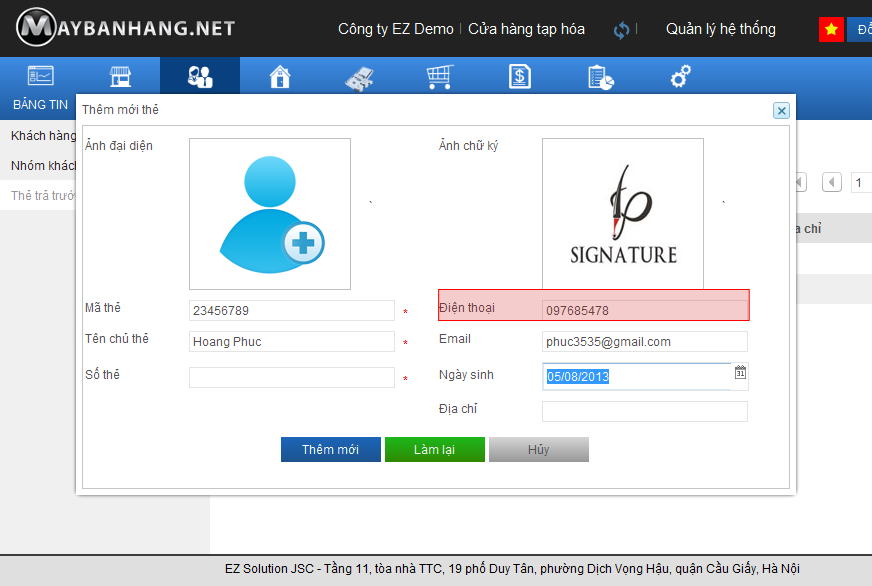 MAYBANHANG.NET
Công ty EZ Demo | Cửa hàng tạp hóa
Quản lý hệ thống
BẢNG TIN
Khách hàng
Nhóm
Thẻ trả
Thêm mới thẻ
1
chỉ
Ảnh đại diện
Ảnh chữ ký
SIGNATURE
Mã thẻ 23456789 *
Điện thoại 097685478
Tên chủ thẻ Hoang Phuc *
Email phuc3535@gmail.com
Số thẻ *
Ngày sinh 05/08/2013
31
Địa chỉ
Thêm mới Làm lại Hủy
EZ Solution JSC - Tầng 11, tòa nhà TTC, 19 phố Duy Tân, phường Dịch Vọng Hậu, quận Cầu Giấy, Hà Nội